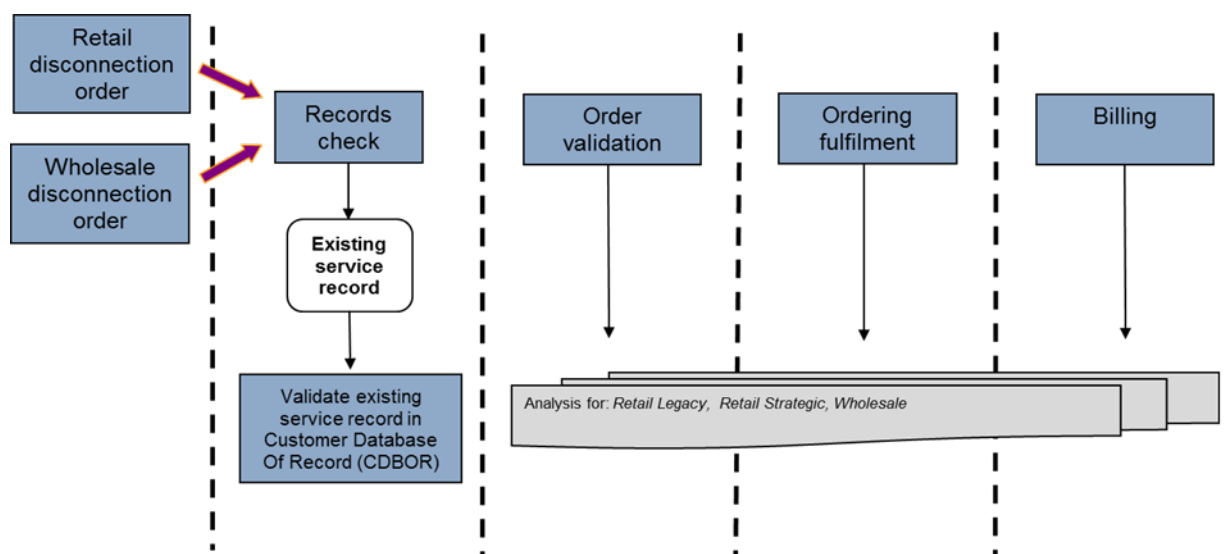 Retail
disconnection
order
Wholesale
disconnection
order
Records
check
Existing
service
record
Validate existing
service record in
Customer Database
Of Record (CDBOR)
Order
validation
Ordering
fulfilment
Billing
Analysis for: Retail Legacy, Retail Strategic, Wholesale